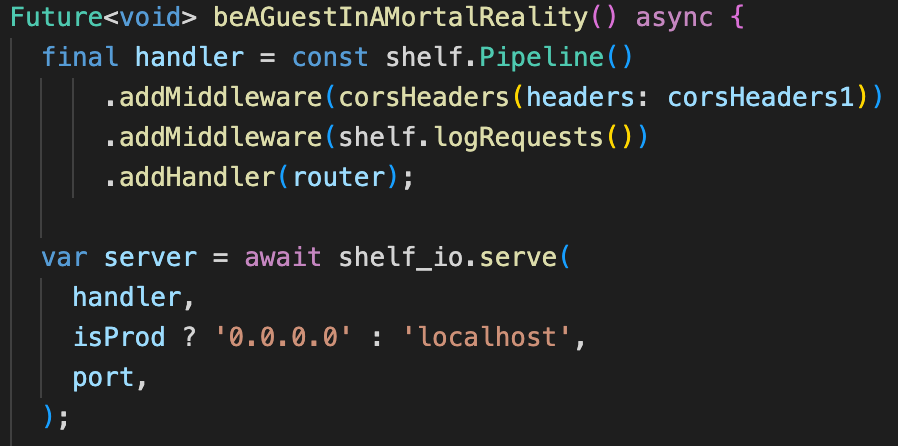 Future<void> beAGuestInAMortalReality() async {
final handler = const shelf.Pipeline()
.addMiddleware(corsHeaders(headers: corsHeaders1))
.addMiddleware(shelf.logRequests())
.addHandler(router);
var server = await shelf_io.serve(
handler,
isProd ? '0.0.0.0' : 'localhost',
port,
);